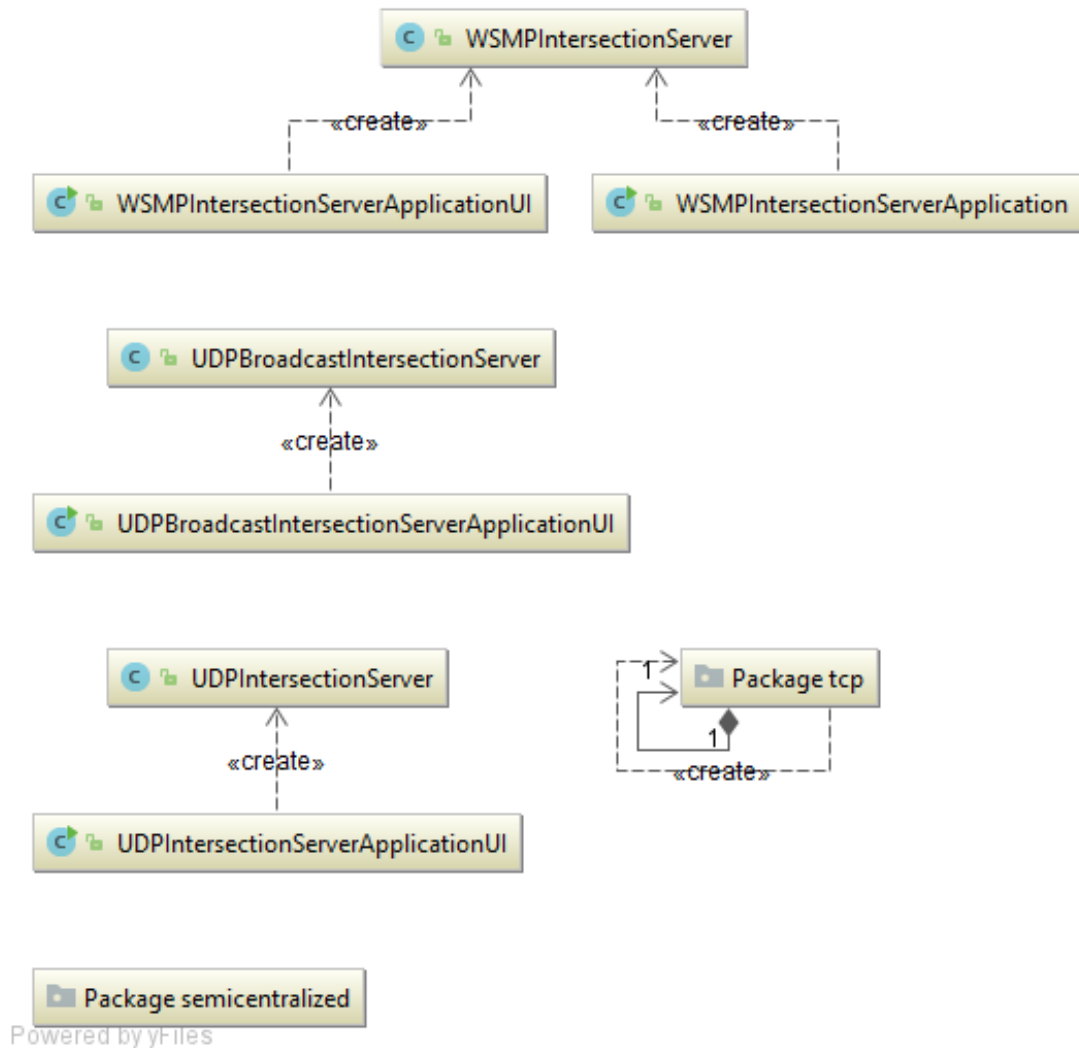 WSMPIntersectionServer
«create» «create»
WSMPIntersectionServerApplicationUI WSMPIntersectionServerApplication
UDPBroadcastIntersectionServer
«create»
UDPBroadcastIntersectionServerApplicationUI
UDPIntersectionServer
1 Package tcp
1
«create» «create»
UDPIntersectionServerApplicationUI
Package semicentralized
Powered by yFiles